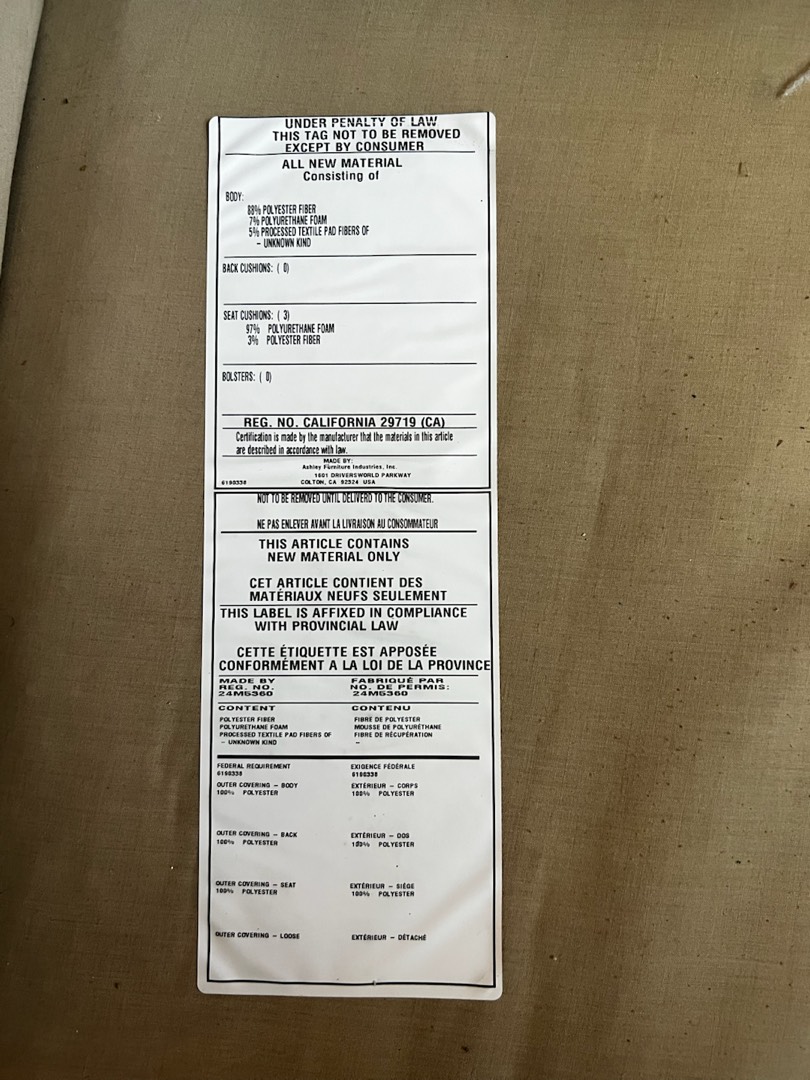 UNDER PENALTY OF LAW
THIS TAG NOT TO BE REMOVED
EXCEPT BY CONSUMER
ALL NEW MATERIAL
Consisting of
BODY:
88% POLYESTER FIBER
7% POLYURETHANE FOAM
5% PROCESSED TEXTILE PAD FIBERS OF
- UNKNOWN KIND
BACK CUSHIONS: ( 0)
SEAT CUSHIONS: ( 3)
97% POLYURETHANE FOAM
3% POLYESTER FIBER
BOLSTERS: ( 0)
REG. NO. CALIFORNIA 29719 (CA)
Certification is made by the manufacturer that the materials in this article
are described in accordance with law.
MADE BY:
Ashley Furniture Industries, Inc.
1601 DRIVERSWORLD PARKWAY
6190338 COLTON, CA 92324 USA
NOT TO BE REMOVED UNTIL DELIVERD TO THE CONSUMER.
NE PAS ENLEVER AVANT LA LIVRAISON AU CONSOMMATEUR
THIS ARTICLE CONTAINS
NEW MATERIAL ONLY
CET ARTICLE CONTIENT DES
MATÉRIAUX NEUFS SEULEMENT
THIS LABEL IS AFFIXED IN COMPLIANCE
WITH PROVINCIAL LAW
CETTE ÉTIQUETTE EST APPOSÉE
CONFORMÉMENT A LA LOI DE LA PROVINCE
MADE BY FABRIQUÉ PAR
REG. NO. NO. DE PERMIS:
24M5360 24M5360
CONTENT CONTENU
POLYESTER FIBER FIBRE DE POLYESTER
POLYURETHANE FOAM MOUSSE DE POLYURÉTHANE
PROCESSED TEXTILE PAD FIBERS OF FIBRE DE RÉCUPÉRATION
- UNKNOWN KIND -
FEDERAL REQUIREMENT EXIGENCE FÉDÉRALE
6190338 6190338
OUTER COVERING - BODY EXTÉRIEUR - CORPS
100% POLYESTER 100% POLYESTER
OUTER COVERING - BACK EXTÉRIEUR - DOS
100% POLYESTER 100% POLYESTER
OUTER COVERING - SEAT EXTÉRIEUR - SIÉGE
100% POLYESTER 100% POLYESTER
OUTER COVERING - LOOSE EXTÉRIEUR - DÉTACHÉ